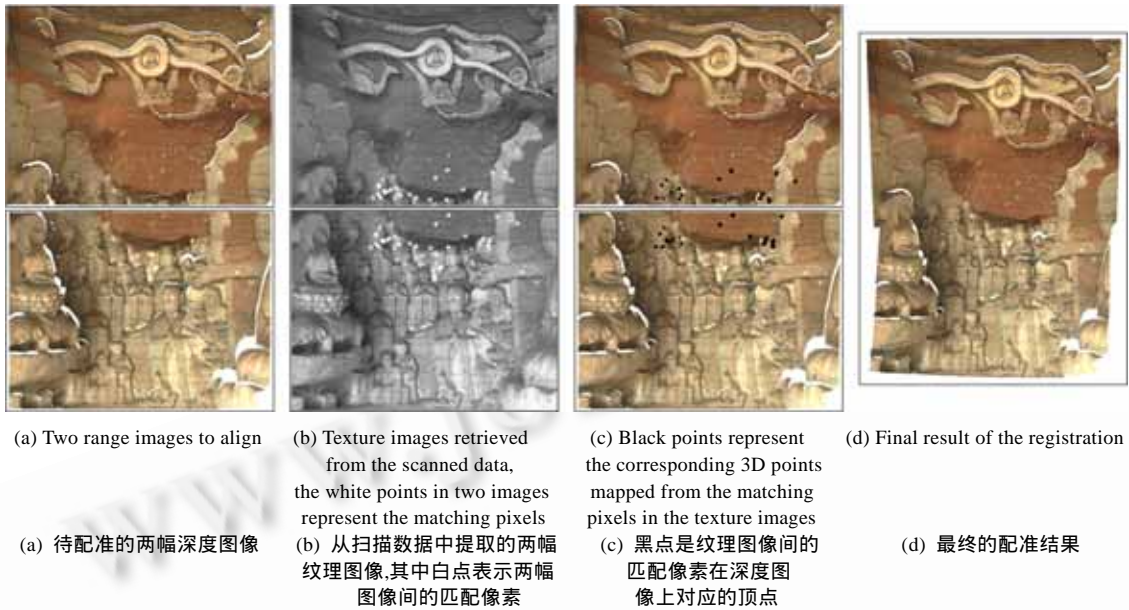 (a) Two range images to align
(b) Texture images retrieved
from the scanned data,
the white points in two images
represent the matching pixels
(c) Black points represent
the corresponding 3D points
mapped from the matching
pixels in the texture images
(d) Final result of the registration
(a) 待配准的两幅深度图像
(b) 从扫描数据中提取的两幅
纹理图像,其中白点表示两幅
图像间的匹配像素
(c) 黑点是纹理图像间的
匹配像素在深度图
像上对应的顶点
(d) 最终的配准结果